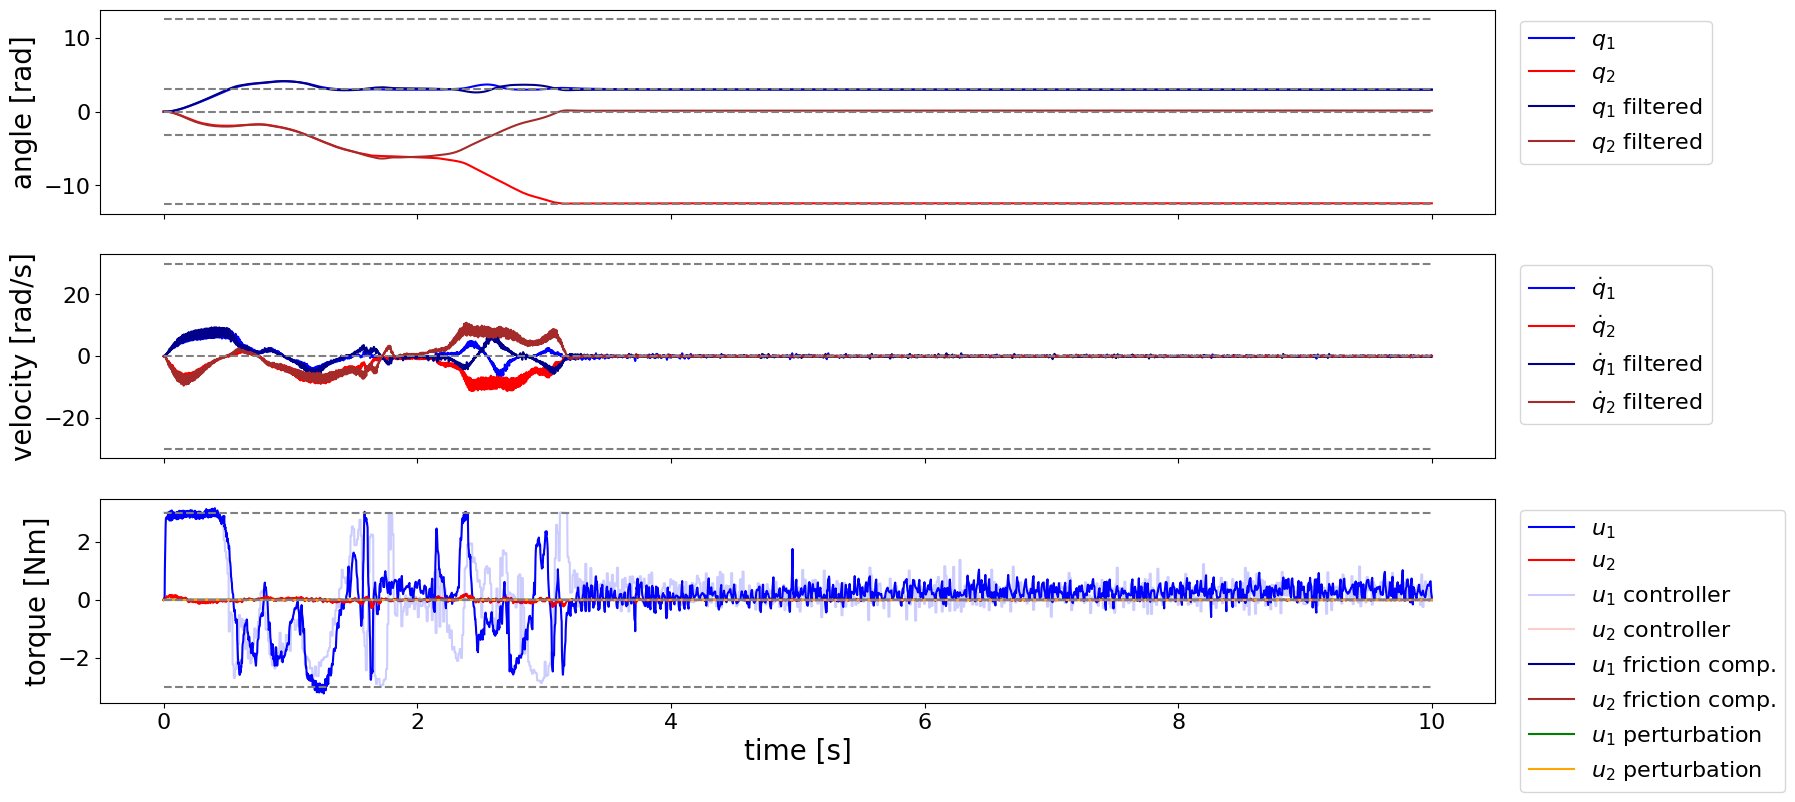 angle [rad]
10
0
−10
q₁
q₂
q₁ filtered
q₂ filtered
velocity [rad/s]
20
0
−20
q̇₁
q̇₂
q̇₁ filtered
q̇₂ filtered
torque [Nm]
2
0
−2
0 2 4 6 8 10
time [s]
u₁
u₂
u₁ controller
u₂ controller
u₁ friction comp.
u₂ friction comp.
u₁ perturbation
u₂ perturbation